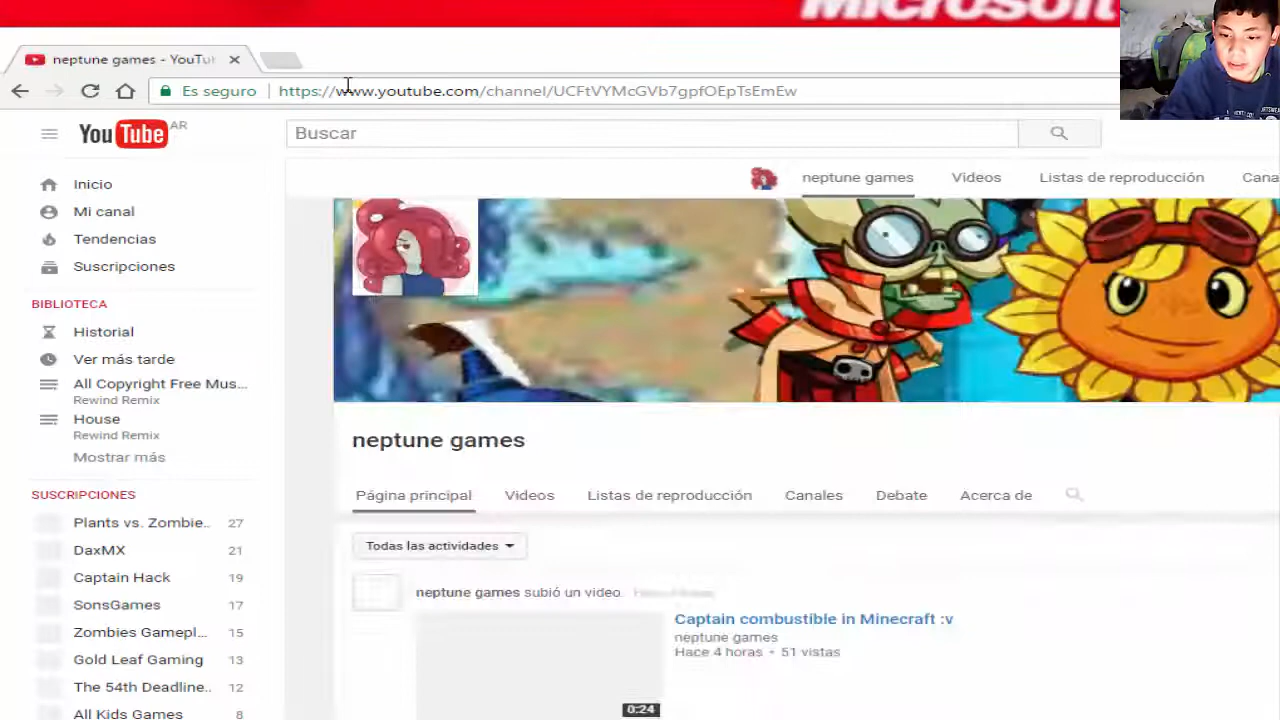 Microsoft
neptune games - YouTu
Es seguro
https://www.youtube.com/channel/UCFtVYMcGVb7gpfOEpTsEmEw
YouTube AR
Buscar
neptune games
Videos
Listas de reproducción
Cana
Inicio
Mi canal
Tendencias
Suscripciones
BIBLIOTECA
Historial
Ver más tarde
All Copyright Free Mus...
Rewind Remix
House
Rewind Remix
Mostrar más
SUSCRIPCIONES
Plants vs. Zombie.. 27
DaxMX 21
Captain Hack 19
SonsGames 17
Zombies Gamepl... 15
Gold Leaf Gaming 13
The 54th Deadline.. 12
All Kids Games 8
neptune games
Página principal
Videos
Listas de reproducción
Canales
Debate
Acerca de
Todas las actividades
neptune games subió un video.
Captain combustible in Minecraft :v
neptune games
Hace 4 horas • 51 vistas
0:24